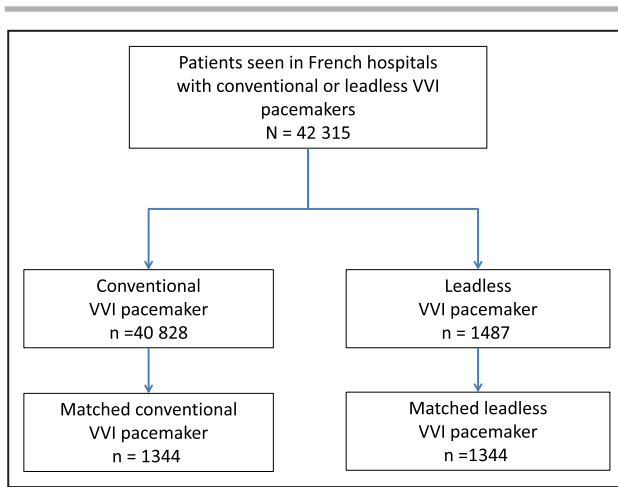 Patients seen in French hospitals
with conventional or leadless VVI
pacemakers
N = 42 315
Conventional
VVI pacemaker
n =40 828
Leadless
VVI pacemaker
n = 1487
Matched conventional
VVI pacemaker
n = 1344
Matched leadless
VVI pacemaker
n =1344